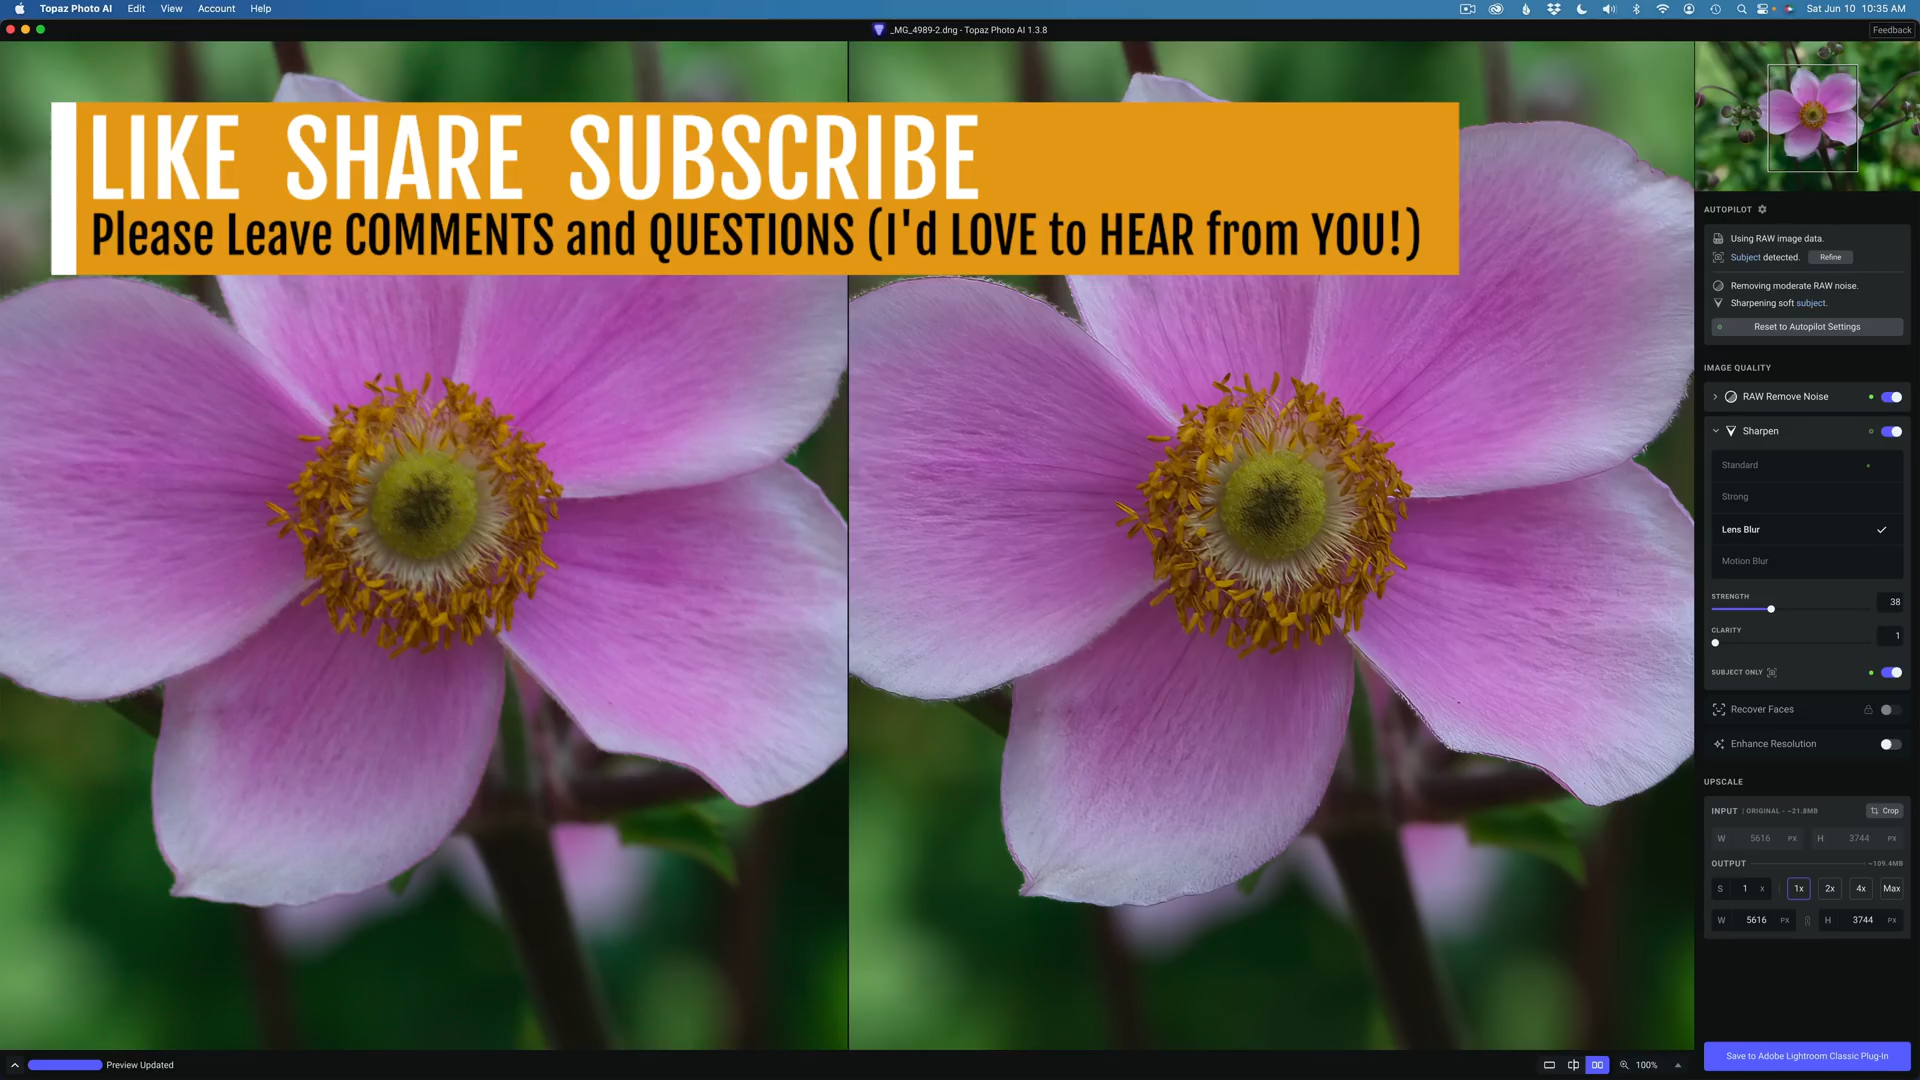 Topaz Photo AI Edit View Account Help
Sat Jun 10 10:35 AM
_MG_4989-2.dng - Topaz Photo AI 1.3.8
Feedback
LIKE SHARE SUBSCRIBE
Please Leave COMMENTS and QUESTIONS (I'd LOVE to HEAR from YOU!)
AUTOPILOT
Using RAW image data.
Subject detected. Refine
Removing moderate RAW noise.
Sharpening soft subject.
Reset to Autopilot Settings
IMAGE QUALITY
RAW Remove Noise
Sharpen
Standard
Strong
Lens Blur
Motion Blur
STRENGTH
38
CLARITY
1
SUBJECT ONLY
Recover Faces
Enhance Resolution
UPSCALE
INPUT | ORIGINAL - ~21.8MB Crop
W 5616 PX H 3744 PX
OUTPUT ~109.4MB
S 1 x 1x 2x 4x Max
W 5616 PX H 3744 PX
Save to Adobe Lightroom Classic Plug-In
Preview Updated
100%